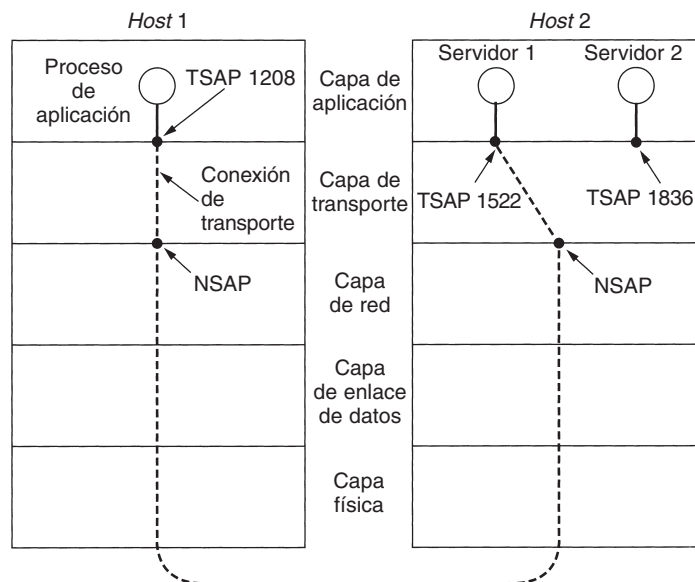 Host 1
Host 2
Proceso
de
aplicación
TSAP 1208
Capa de
aplicación
Servidor 1
Servidor 2
Conexión
de
transporte
Capa de
transporte
TSAP 1522
TSAP 1836
NSAP
Capa
de red
NSAP
Capa
de enlace
de datos
Capa
física